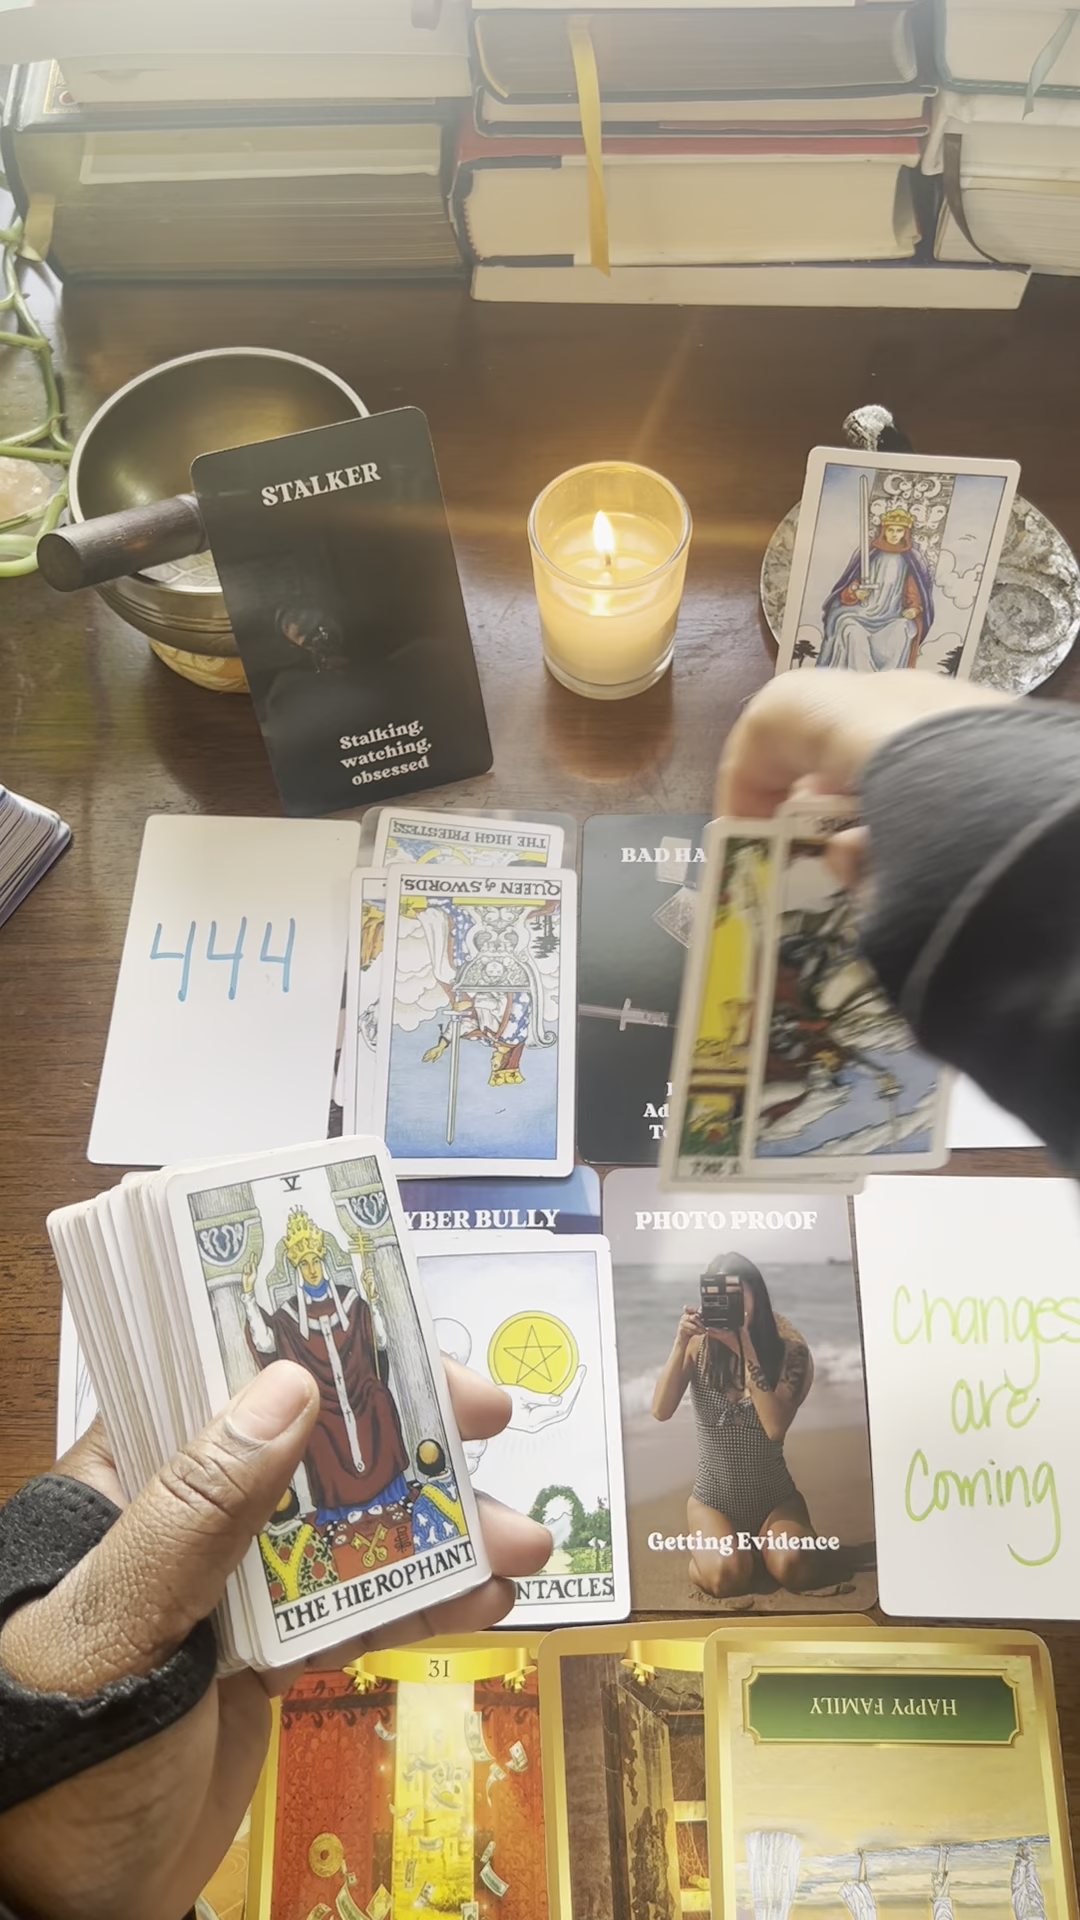 STALKER
Stalking,
watching,
obsessed
444
THE HIGH PRIESTESS
QUEEN of SWORDS.
BAD HA
YBER BULLY
PHOTO PROOF
Getting Evidence
Changes
are
Coming
V
THE HIEROPHANT
NTACLES
31
HAPPY FAMILY